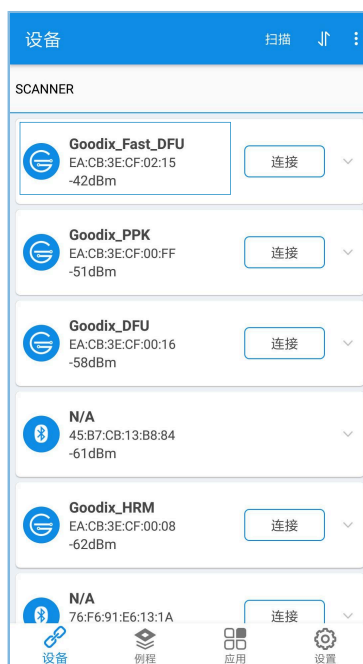 设备 扫描
SCANNER
Goodix_Fast_DFU
EA:CB:3E:CF:02:15 连接
-42dBm
Goodix_PPK
EA:CB:3E:CF:00:FF 连接
-51dBm
Goodix_DFU
EA:CB:3E:CF:00:16 连接
-58dBm
N/A
45:B7:CB:13:B8:84
-61dBm
Goodix_HRM
EA:CB:3E:CF:00:08 连接
-62dBm
N/A
76:F6:91:E6:13:1A 连接
设备 例程 应用 设置